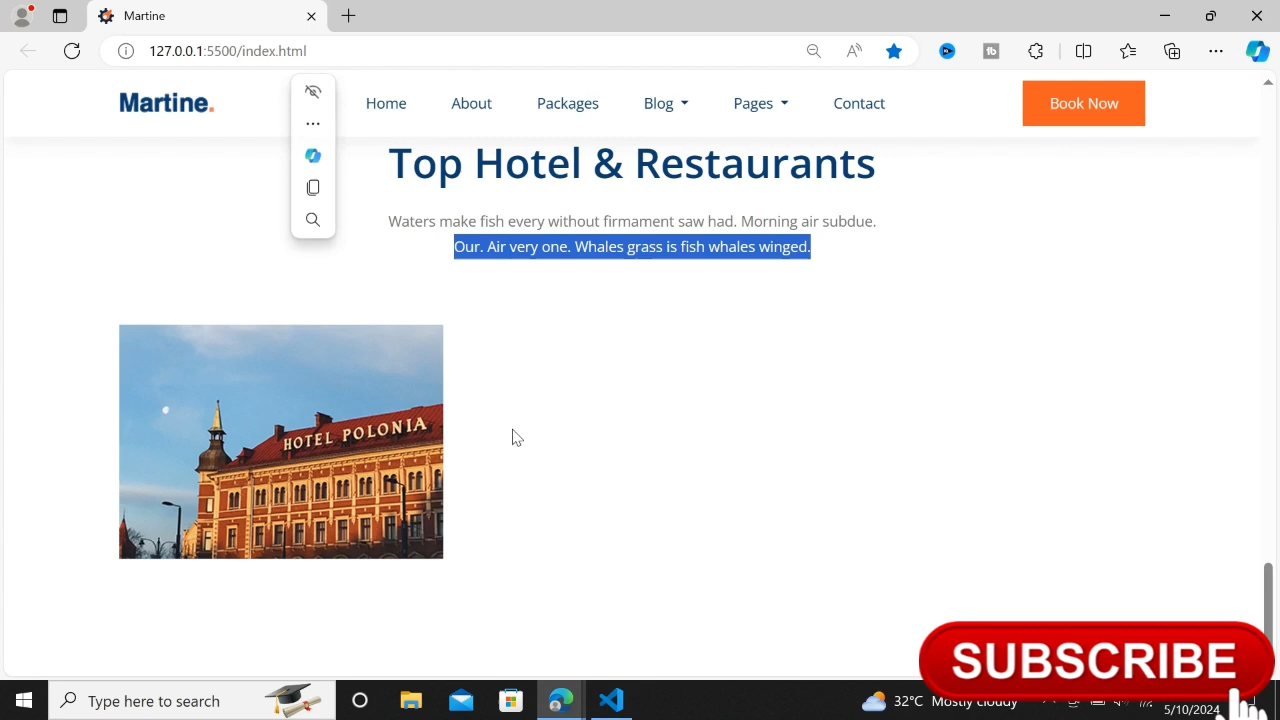 Martine
127.0.0.1:5500/index.html
Martine.
Home
About
Packages
Blog
Pages
Contact
Book Now
Top Hotel & Restaurants
Waters make fish every without firmament saw had. Morning air subdue.
Our. Air very one. Whales grass is fish whales winged.
HOTEL POLONIA
SUBSCRIBE
Type here to search
32°C Mostly cloudy
5/10/2024